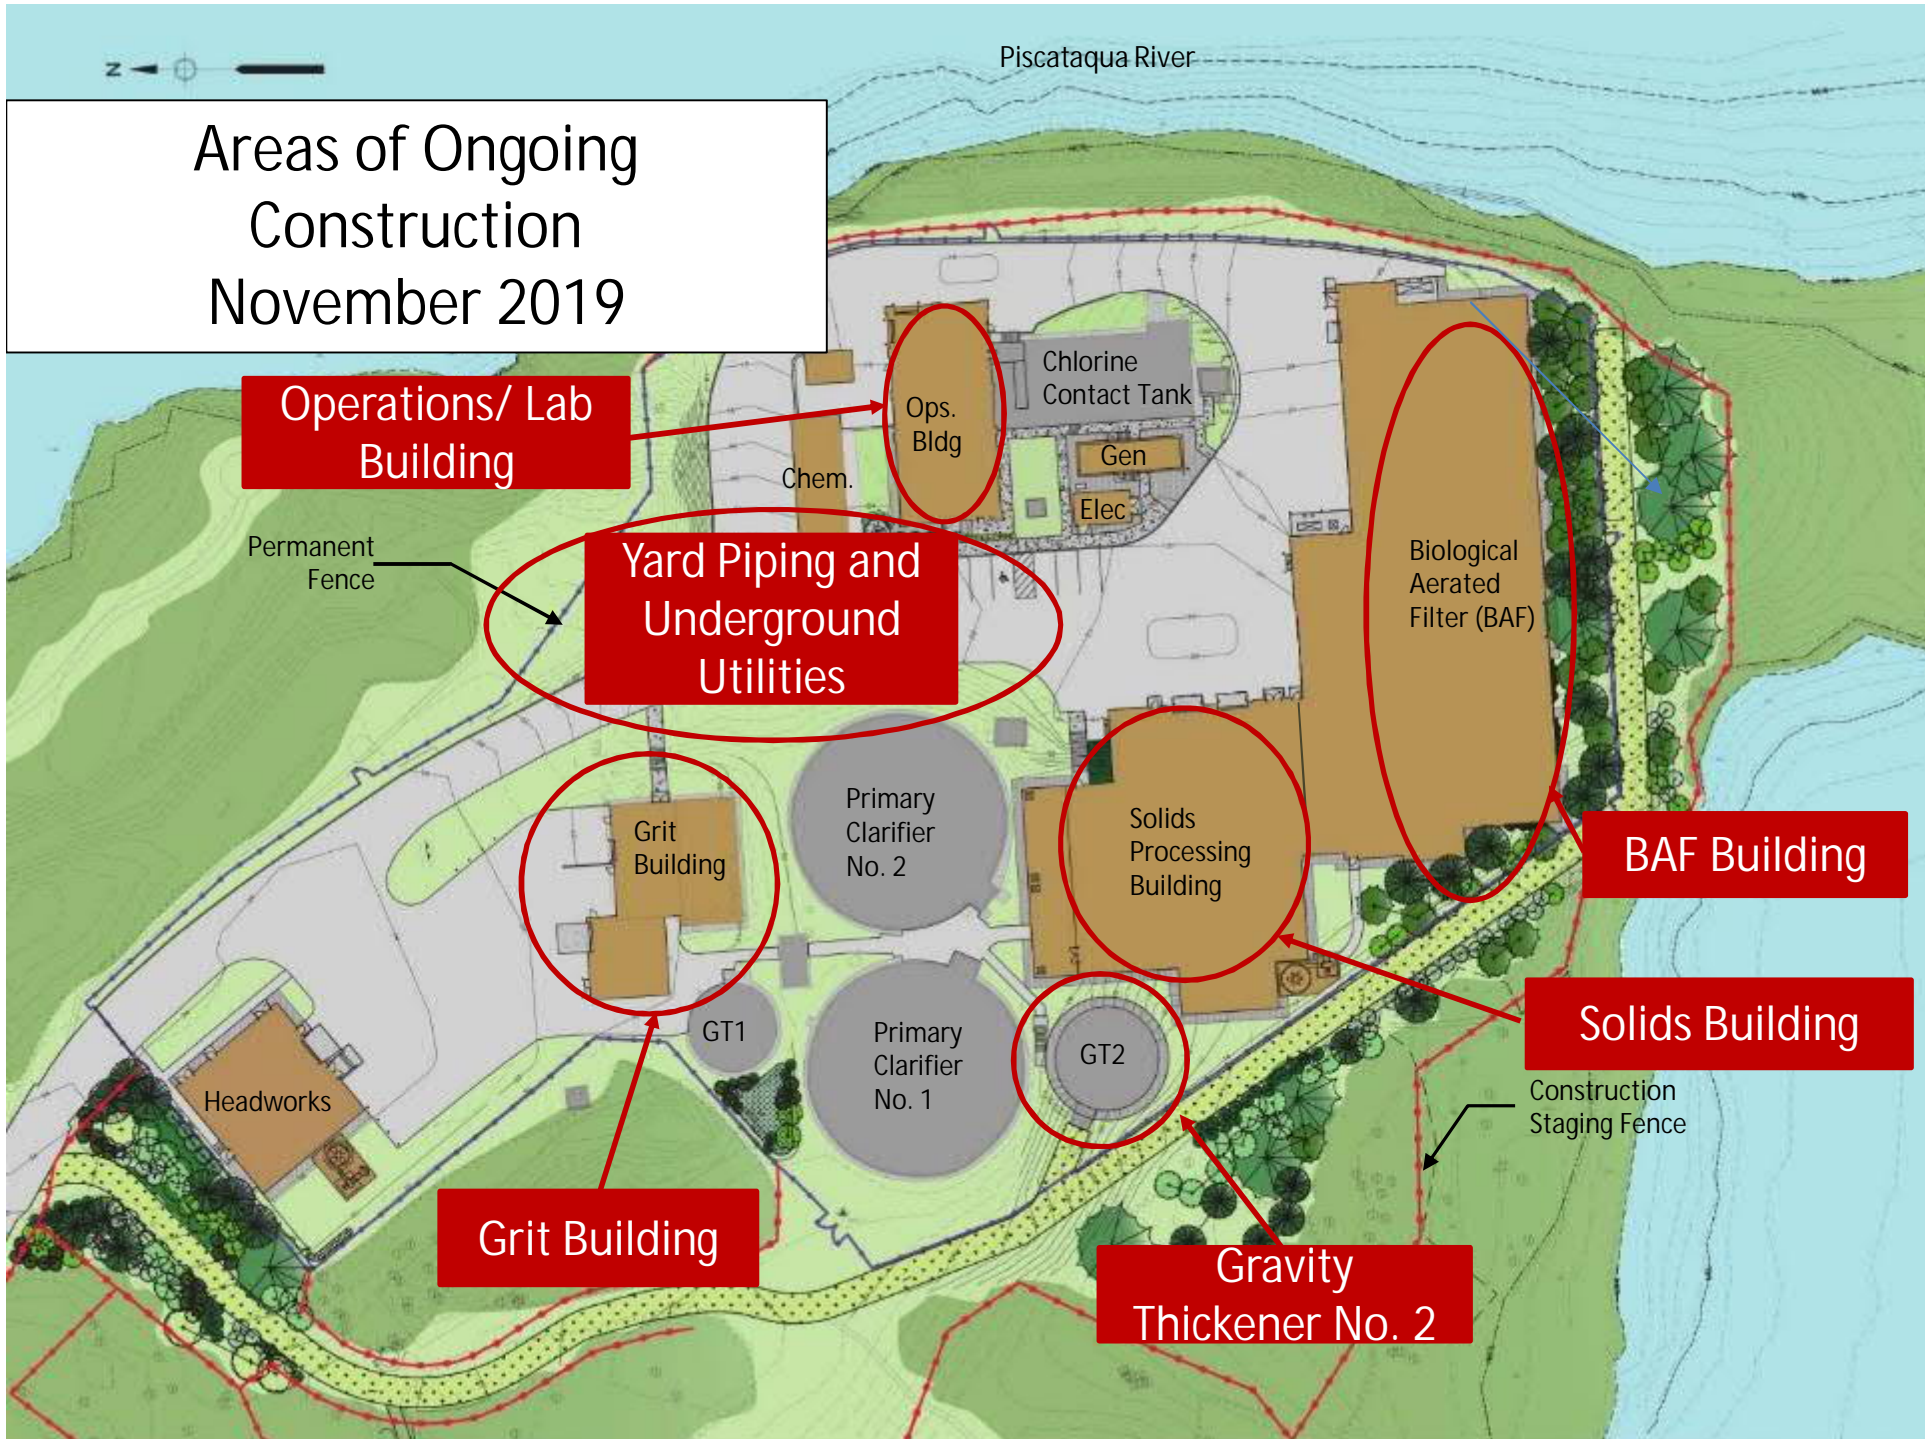 N
Piscataqua River
Areas of Ongoing
Construction
November 2019
Operations/ Lab
Building
Ops.
Bldg
Chlorine
Contact Tank
Gen
Elec
Chem.
Permanent
Fence
Yard Piping and
Underground
Utilities
Biological
Aerated
Filter (BAF)
Primary
Clarifier
No. 2
Grit
Building
Solids
Processing
Building
BAF Building
GT1
Primary
Clarifier
No. 1
GT2
Solids Building
Headworks
Construction
Staging Fence
Grit Building
Gravity
Thickener No. 2